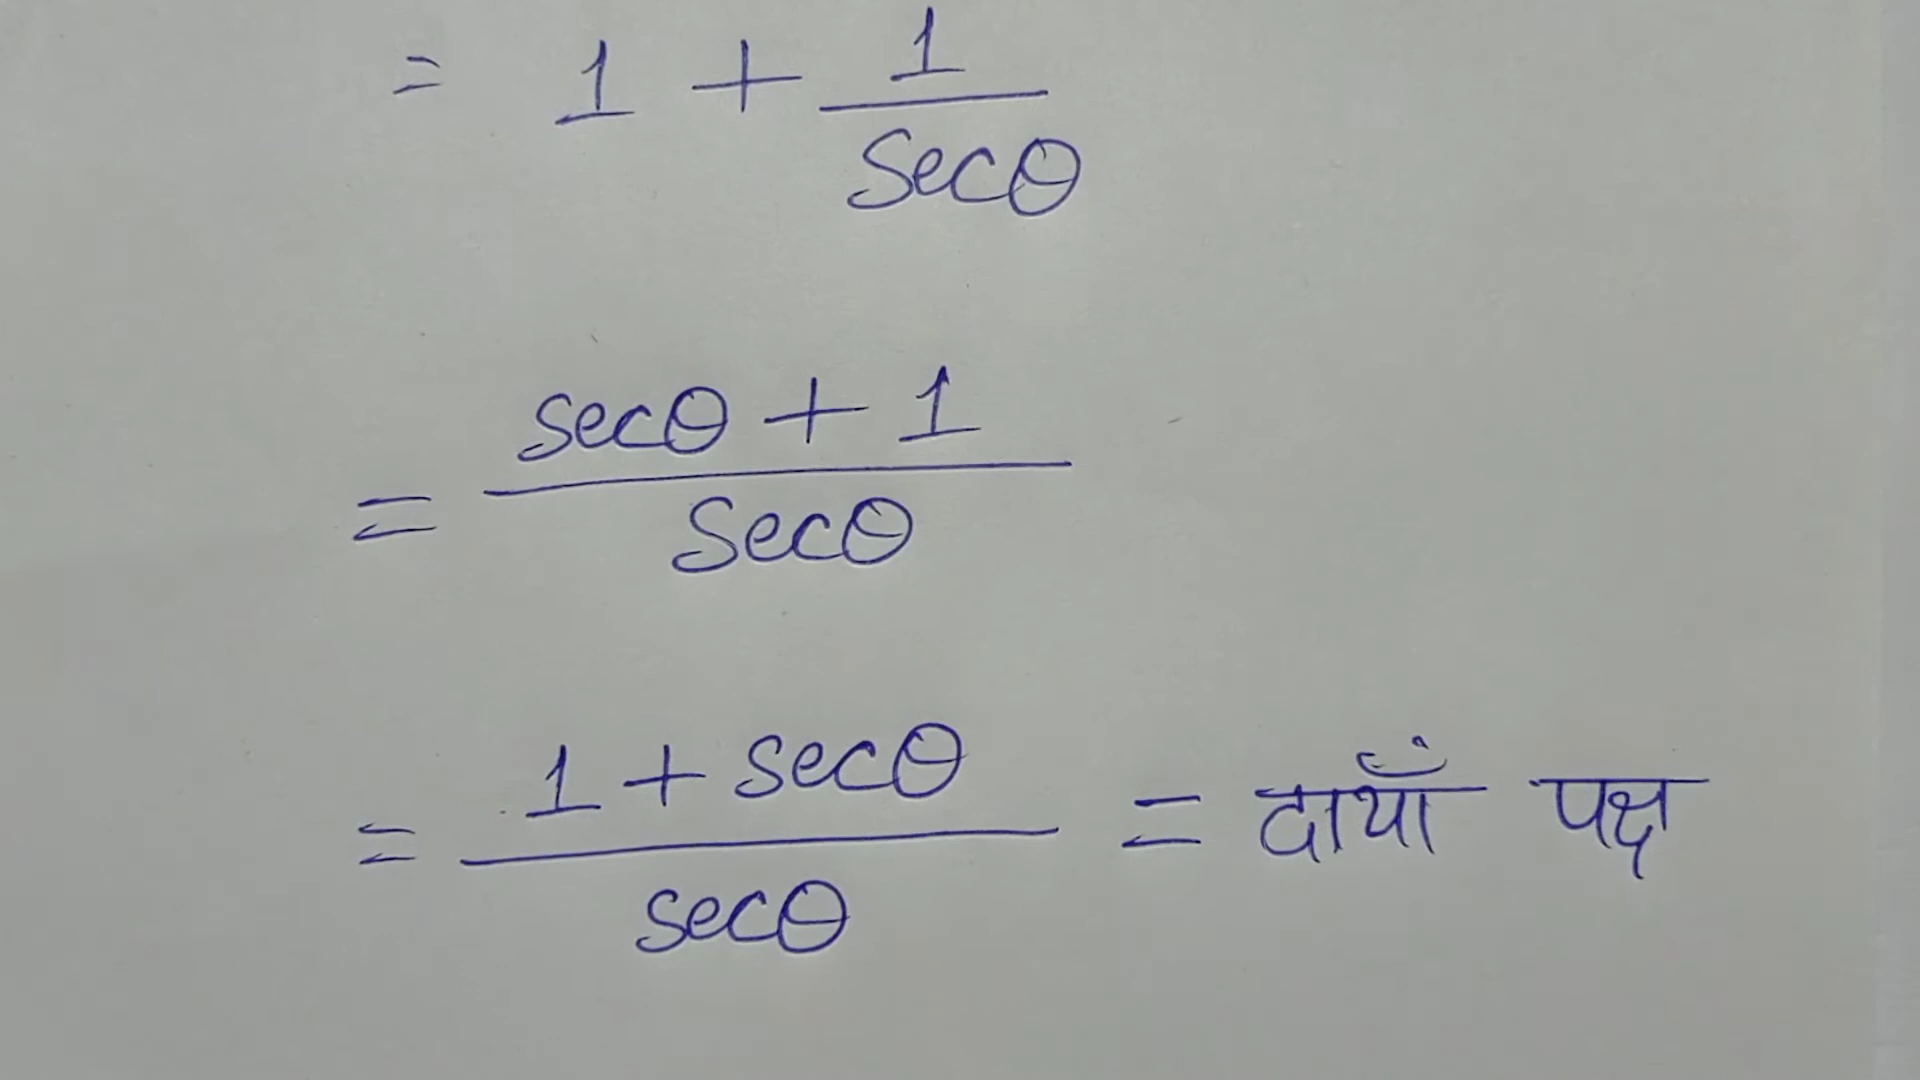 = 1 + 1/Secθ
= secθ + 1/Secθ
= 1 + secθ/secθ = दायाँ पक्ष